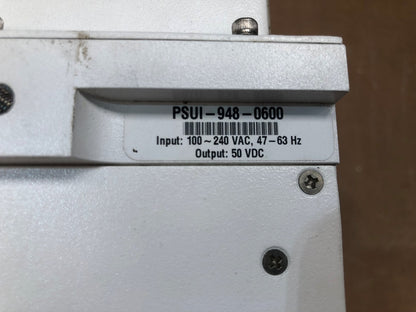 PSUI-948-0600
Input: 100~240 VAC, 47-63 Hz
Output: 50 VDC